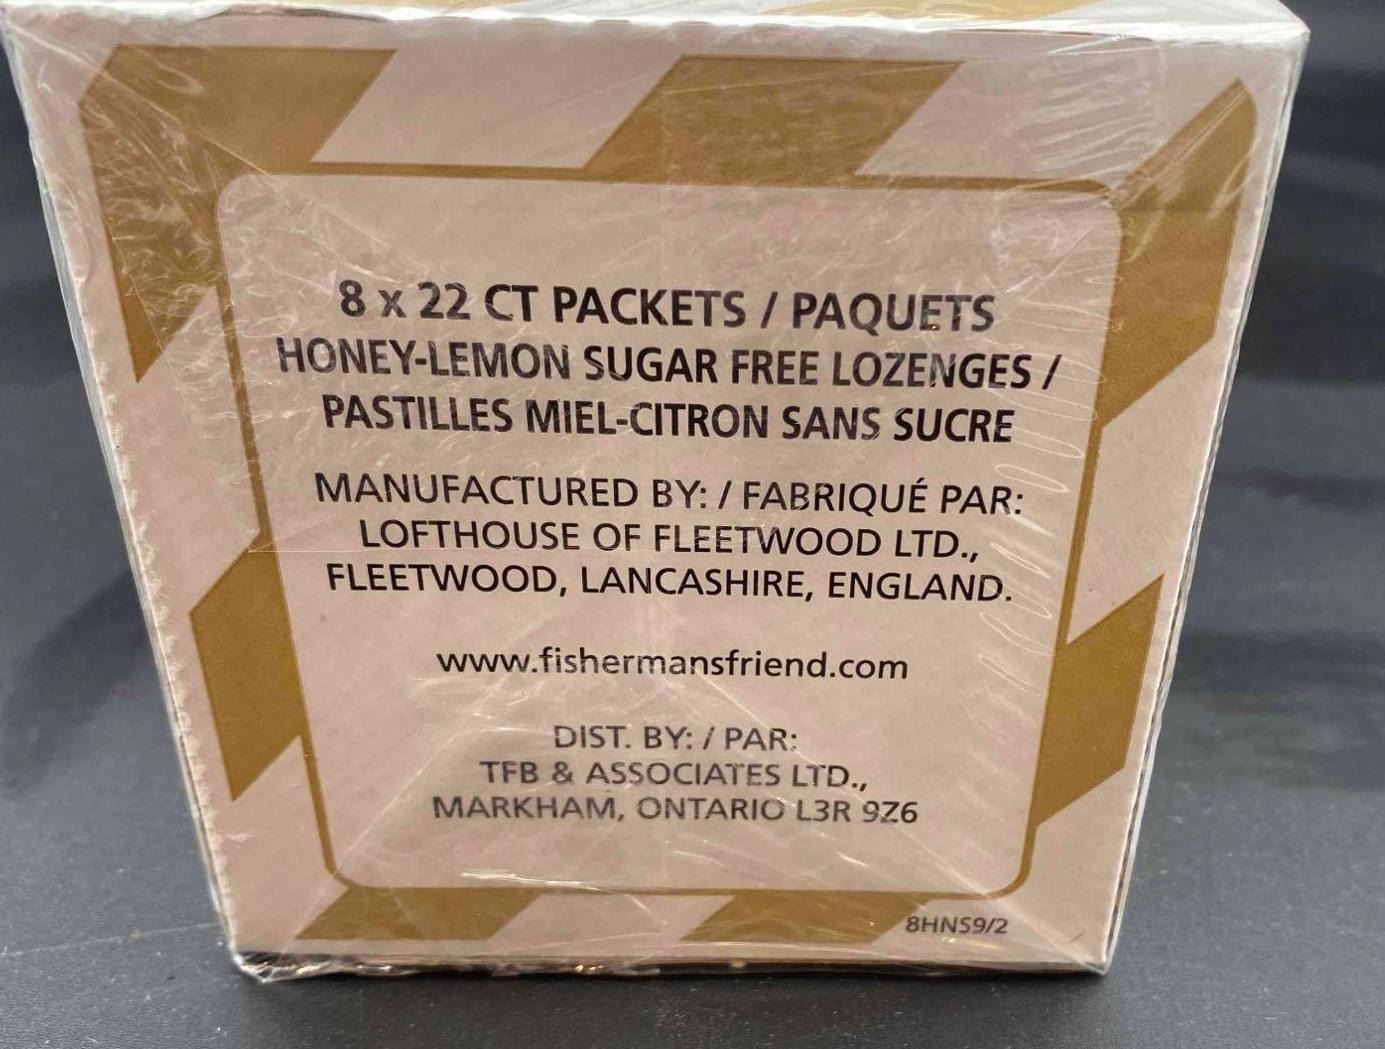 8 x 22 CT PACKETS / PAQUETS
HONEY-LEMON SUGAR FREE LOZENGES /
PASTILLES MIEL-CITRON SANS SUCRE
MANUFACTURED BY: / FABRIQUÉ PAR:
LOFTHOUSE OF FLEETWOOD LTD.,
FLEETWOOD, LANCASHIRE, ENGLAND.
www.fishermansfriend.com
DIST. BY: / PAR:
TFB & ASSOCIATES LTD.,
MARKHAM, ONTARIO L3R 9Z6
8HNS9/2